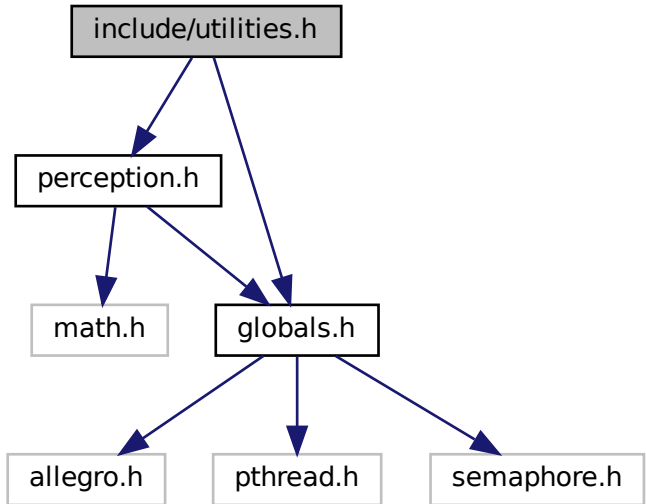 include/utilities.h
perception.h
math.h
globals.h
allegro.h
pthread.h
semaphore.h